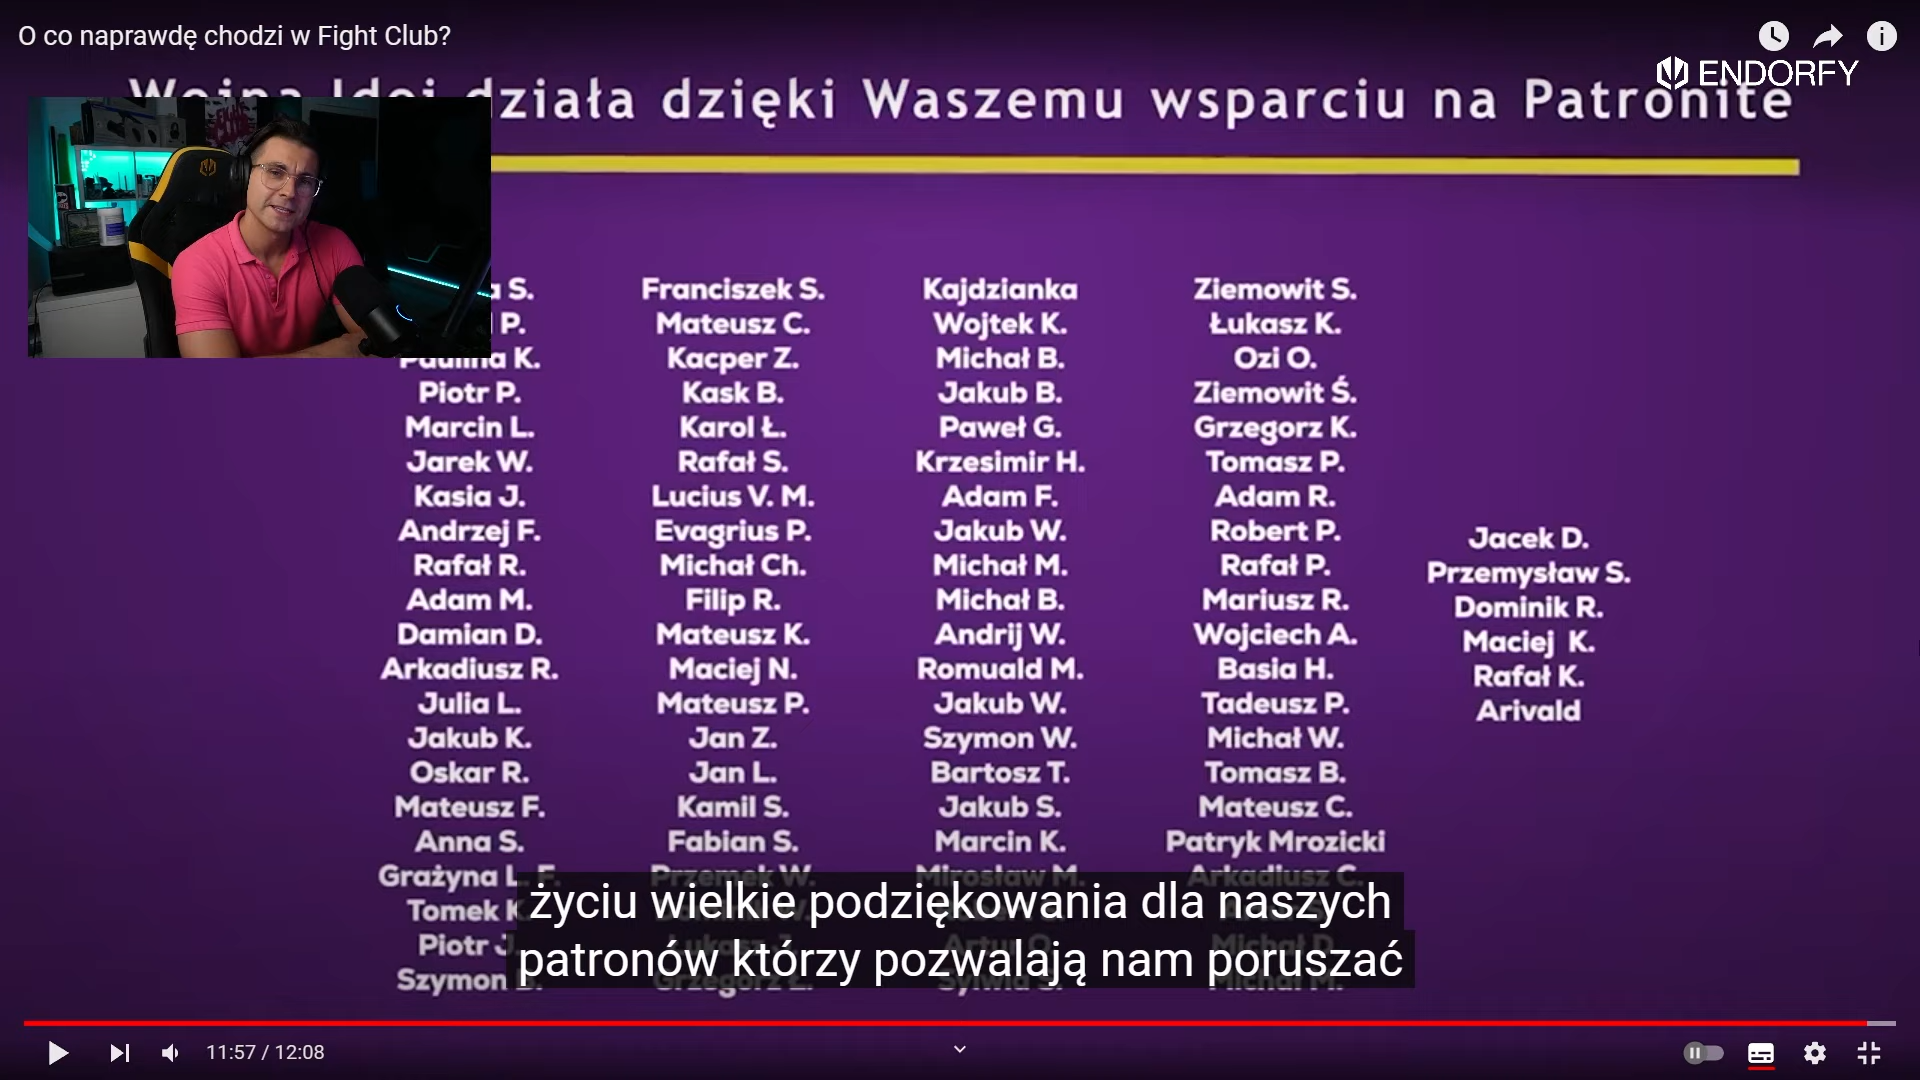 O co naprawdę chodzi w Fight Club?
ENDORFY
działa dzięki Waszemu wsparciu na Patronite
S.
P.
Paulina K.
Piotr P.
Marcin L.
Jarek W.
Kasia J.
Andrzej F.
Rafał R.
Adam M.
Damian D.
Arkadiusz R.
Julia L.
Jakub K.
Oskar R.
Mateusz F.
Anna S.
Grażyna L. F.
Tomek K.
Piotr J.
Szymon
Franciszek S.
Mateusz C.
Kacper Z.
Kask B.
Karol Ł.
Rafał S.
Lucius V. M.
Evagrius P.
Michał Ch.
Filip R.
Mateusz K.
Maciej N.
Mateusz P.
Jan Z.
Jan L.
Kamil S.
Fabian S.
Przemek W.
Kajdzianka
Wojtek K.
Michał B.
Jakub B.
Paweł G.
Krzesimir H.
Adam F.
Jakub W.
Michał M.
Michał B.
Andrij W.
Romuald M.
Jakub W.
Szymon W.
Bartosz T.
Jakub S.
Marcin K.
Mirosław M.
Ziemowit S.
Łukasz K.
Ozi O.
Ziemowit Ś.
Grzegorz K.
Tomasz P.
Adam R.
Robert P.
Rafał P.
Mariusz R.
Wojciech A.
Basia H.
Tadeusz P.
Michał W.
Tomasz B.
Mateusz C.
Patryk Mrozicki
Arkadiusz C.
Jacek D.
Przemysław S.
Dominik R.
Maciej K.
Rafał K.
Arivald
życiu wielkie podziękowania dla naszych
patronów którzy pozwalają nam poruszać
11:57 / 12:08